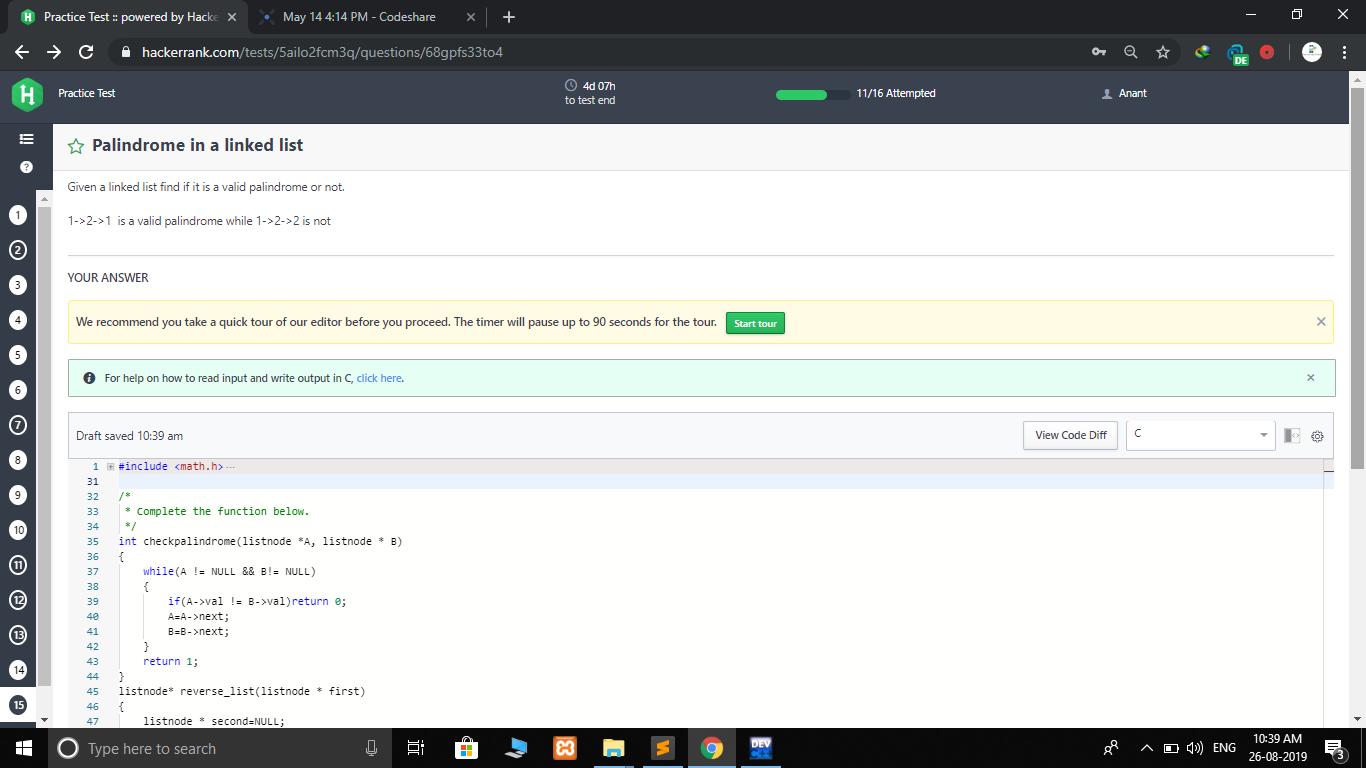 Practice Test :: powered by Hacke
May 14 4:14 PM - Codeshare
hackerrank.com/tests/5ailo2fcm3q/questions/68gpfs33to4
DE
H
Practice Test
4d 07h
to test end
11/16 Attempted
Anant
Palindrome in a linked list
Given a linked list find if it is a valid palindrome or not.
1->2->1 is a valid palindrome while 1->2->2 is not
YOUR ANSWER
We recommend you take a quick tour of our editor before you proceed. The timer will pause up to 90 seconds for the tour. Start tour
For help on how to read input and write output in C, click here.
Draft saved 10:39 am
View Code Diff
C
1
2
3
4
5
6
7
8
9
10
11
12
13
14
15
1 #include <math.h>
31
32 /*
33 * Complete the function below.
34 */
35 int checkpalindrome(listnode *A, listnode * B)
36 {
37 while(A != NULL && B!= NULL)
38 {
39 if(A->val != B->val)return 0;
40 A=A->next;
41 B=B->next;
42 }
43 return 1;
44 }
45 listnode* reverse_list(listnode * first)
46 {
47 listnode * second=NULL;
Type here to search
DEV
ENG
10:39 AM
26-08-2019
3